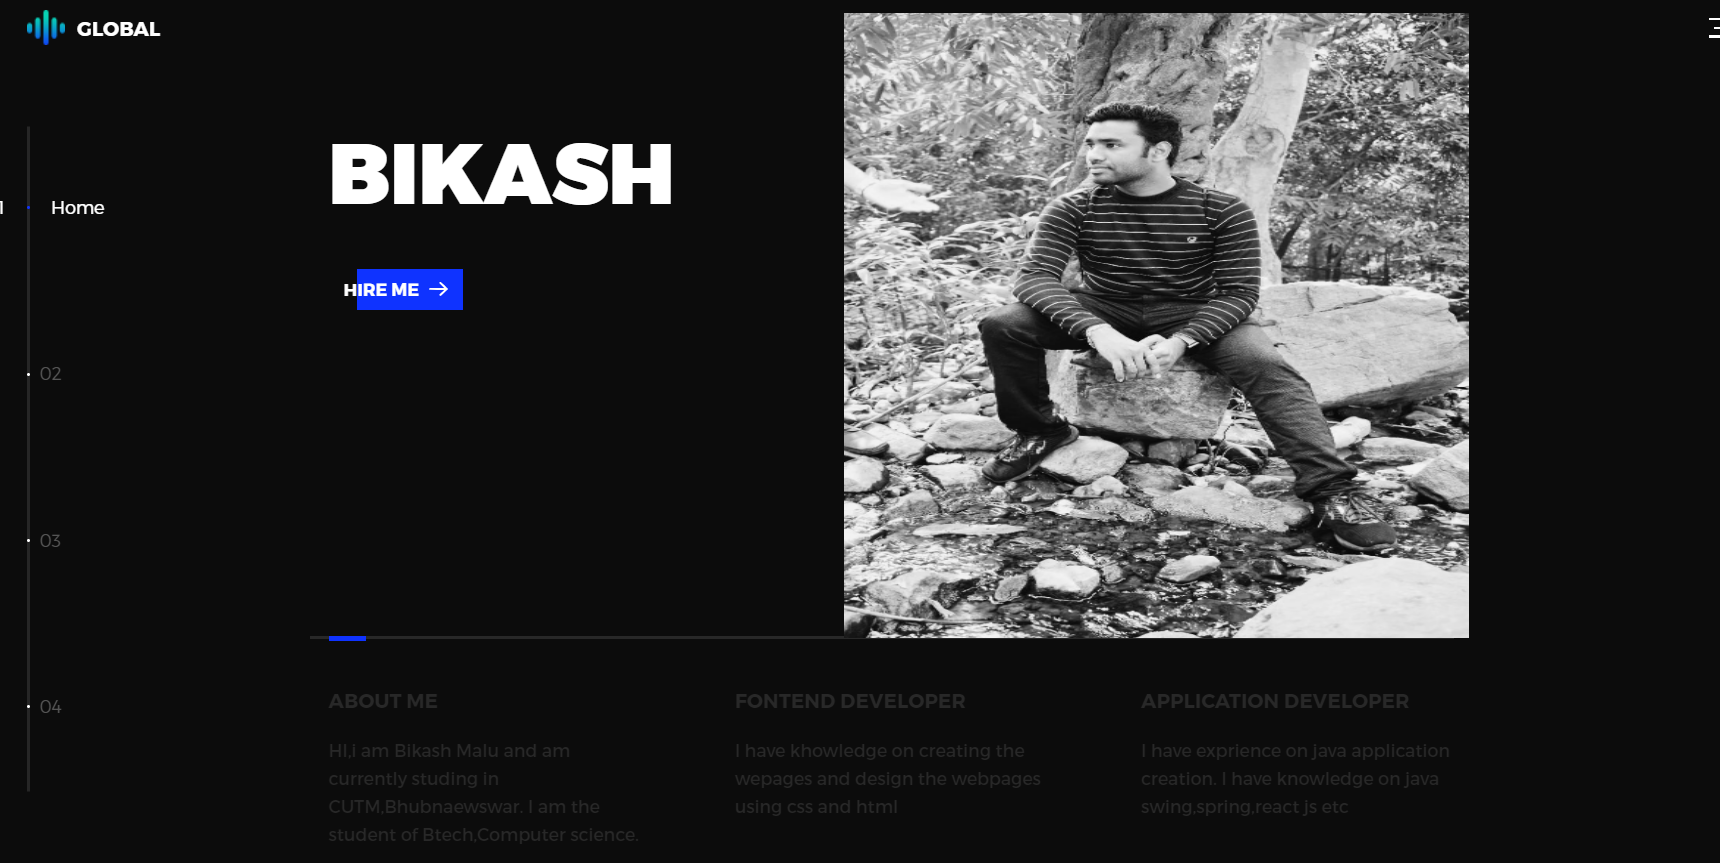 GLOBAL
BIKASH
1
Home
HIRE ME
02
03
04
ABOUT ME
HI,i am Bikash Malu and am
currently studing in
CUTM,Bhubnaewswar. I am the
student of Btech,Computer science.
FONTEND DEVELOPER
I have khowledge on creating the
wepages and design the webpages
using css and html
APPLICATION DEVELOPER
I have exprience on java application
creation. I have knowledge on java
swing,spring,react js etc